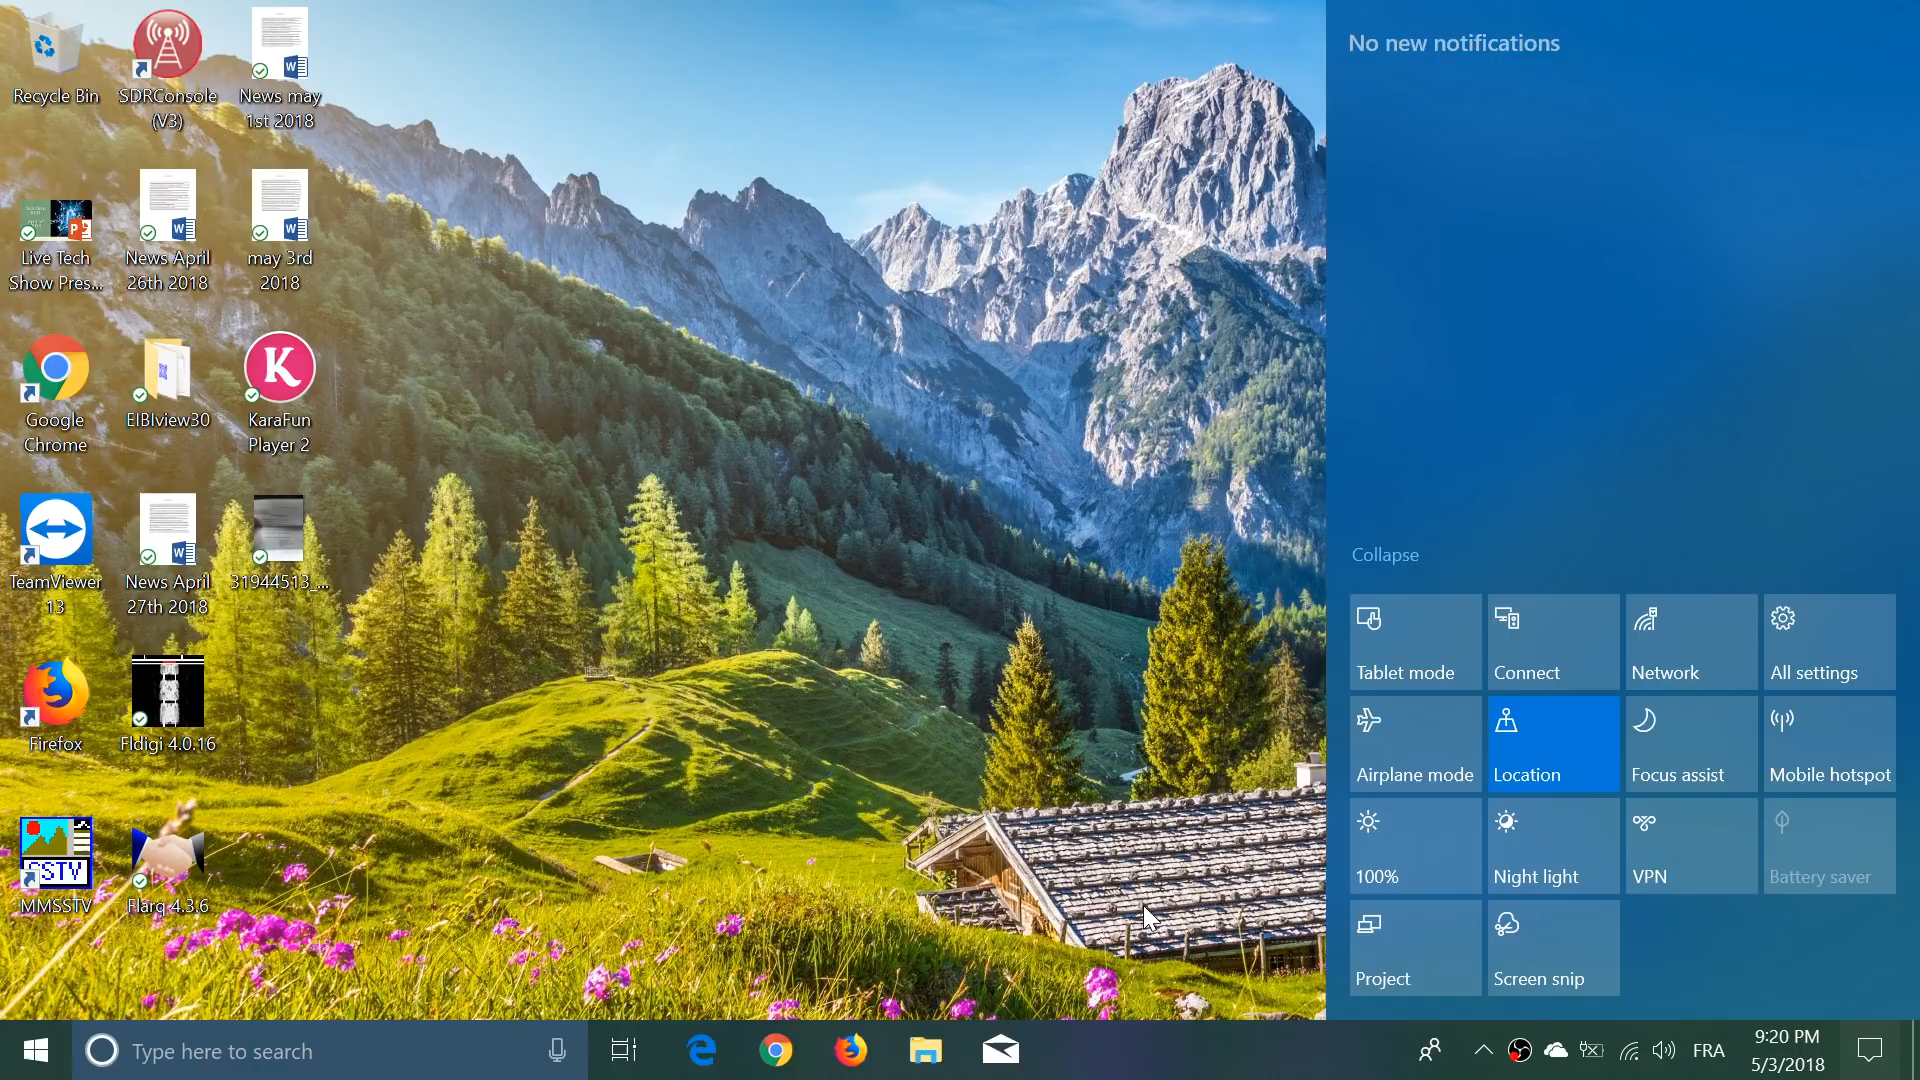 Recycle Bin
SDRConsole
(V3)
News may
1st 2018
Live Tech
Show Pres...
News April
26th 2018
may 3rd
2018
Google
Chrome
EIBIview30
K
KaraFun
Player 2
TeamViewer
13
News April
27th 2018
31944513_...
Firefox
Fldigi 4.0.16
SSTV
MMSSTV
Flarq 4.3.6
No new notifications
Collapse
Tablet mode
Connect
Network
All settings
Airplane mode
Location
Focus assist
Mobile hotspot
100%
Night light
VPN
Battery saver
Project
Screen snip
Type here to search
FRA
9:20 PM
5/3/2018